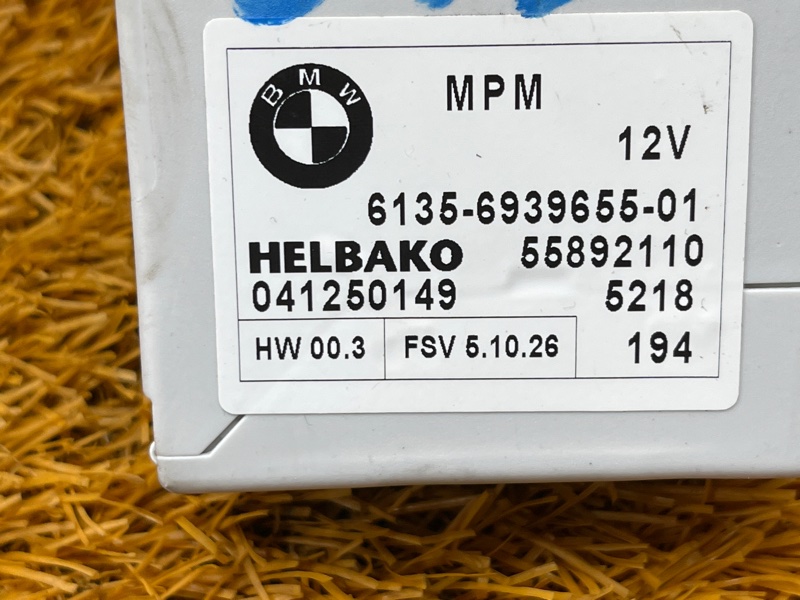 BMW
MPM
12V
6135-6939655-01
HELBAKO 55892110
041250149 5218
HW 00.3 FSV 5.10.26 194